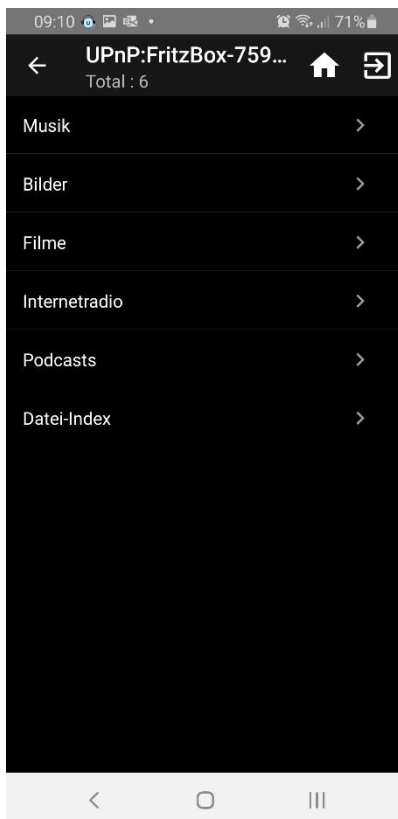 09:10 71%
UPnP:FritzBox-759...
Total : 6
Musik
Bilder
Filme
Internetradio
Podcasts
Datei-Index